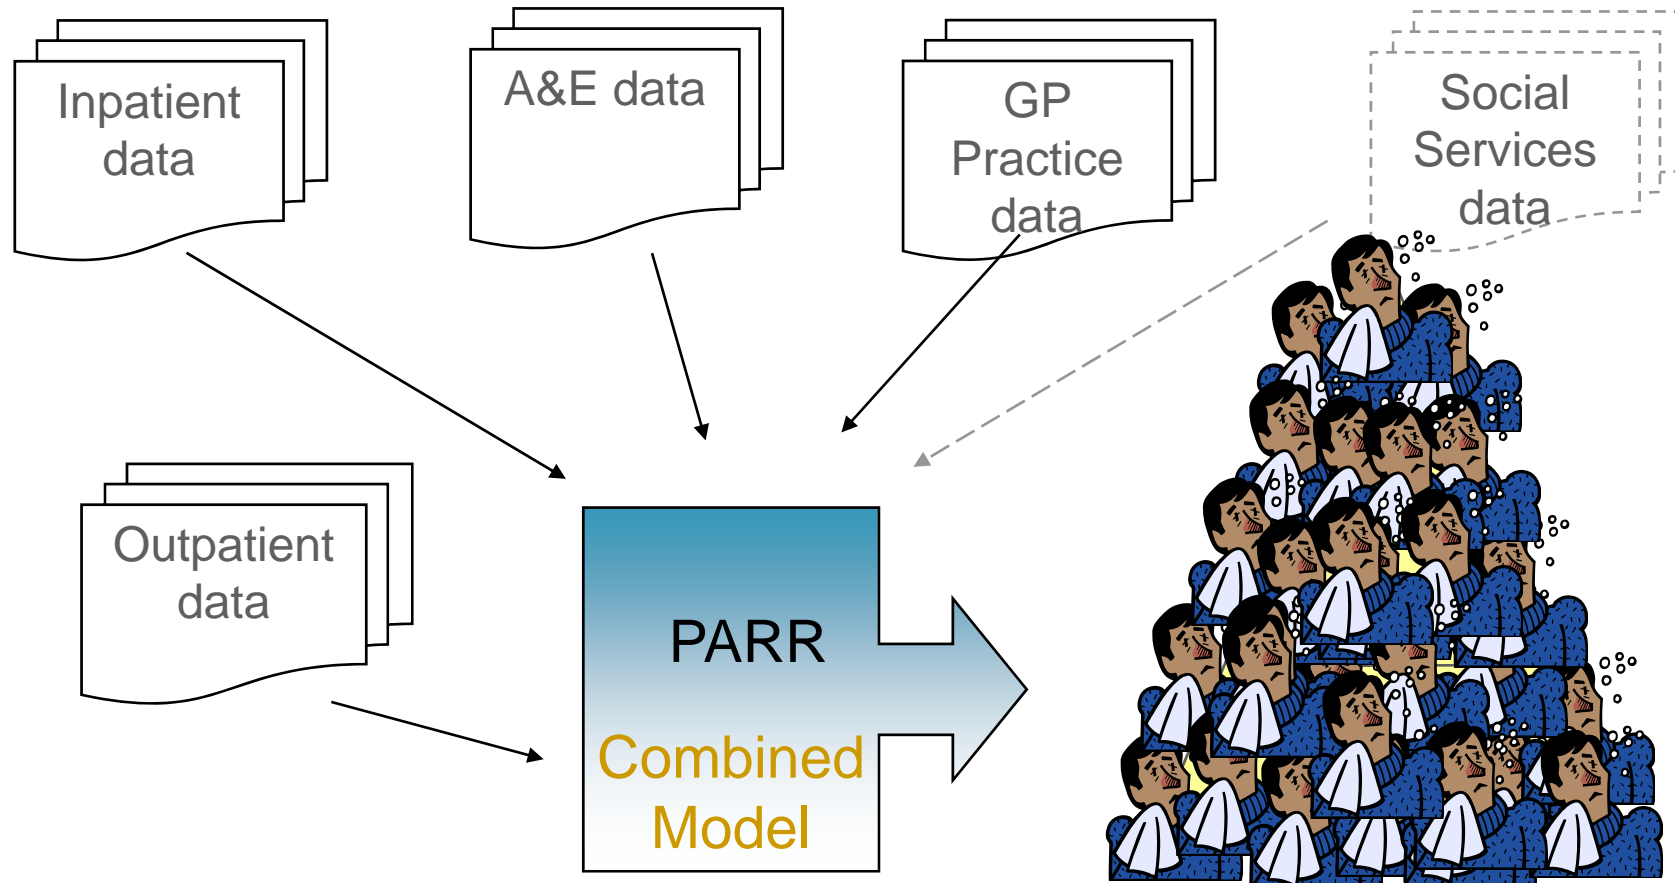 Inpatient
data
A&E data
GP
Practice
data
Social
Services
data
Outpatient
data
PARR
Combined
Model